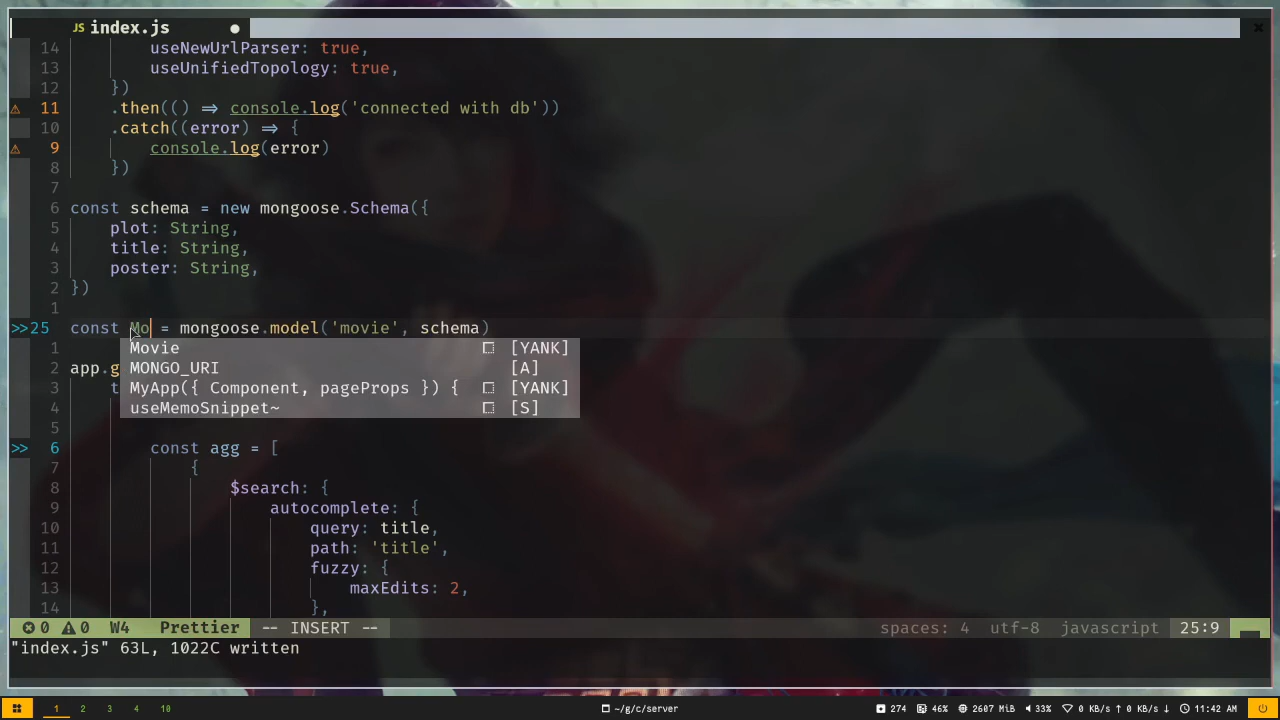 JS index.js ●
14 useNewUrlParser: true,
13 useUnifiedTopology: true,
12 })
⚠ 11 .then(() => console.log('connected with db'))
10 .catch((error) => {
⚠ 9 console.log(error)
8 })
7
6 const schema = new mongoose.Schema({
5 plot: String,
4 title: String,
3 poster: String,
2 })
1
>>25 const Mo = mongoose.model('movie', schema)
1 Movie [YANK]
2 app.g MONGO_URI [A]
3 t MyApp({ Component, pageProps }) { [YANK]
4 useMemoSnippet~ [S]
5
>> 6 const agg = [
7 {
8 $search: {
9 autocomplete: {
10 query: title,
11 path: 'title',
12 fuzzy: {
13 maxEdits: 2,
14 },
⊗0 ⚠0 W4 Prettier -- INSERT -- spaces: 4 utf-8 javascript 25:9
"index.js" 63L, 1022C written
1 2 3 4 10 ~/g/c/server 274 46% 2607 MiB 33% 0 KB/s ↑ 0 KB/s ↓ 11:42 AM